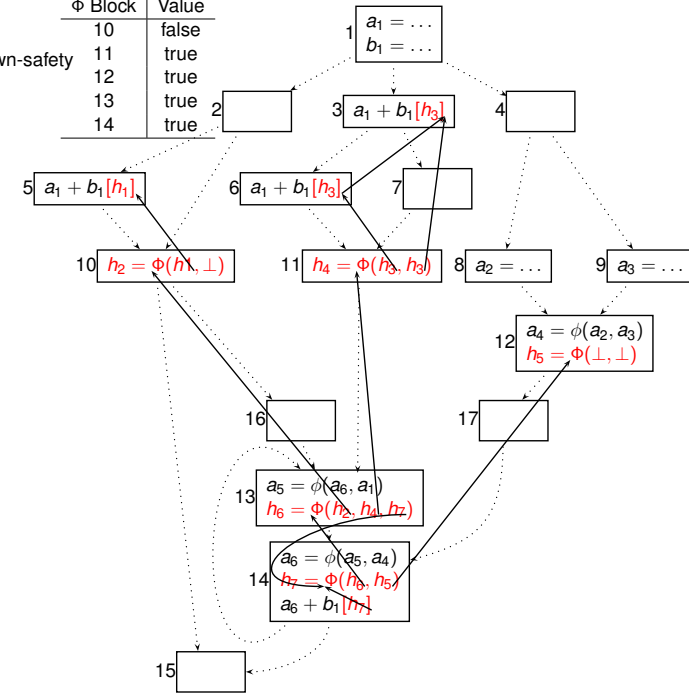 Φ Block Value
10 false
wn-safety 11 true
12 true
13 true
14 true
1 a₁ = …
b₁ = …
2
3 a₁ + b₁[h₃]
4
5 a₁ + b₁[h₁]
6 a₁ + b₁[h₃]
7
10 h₂ = Φ(h1, ⊥)
11 h₄ = Φ(h₃, h₃)
8 a₂ = …
9 a₃ = …
12 a₄ = ϕ(a₂, a₃)
h₅ = Φ(⊥, ⊥)
16
17
13 a₅ = ϕ(a₆, a₁)
h₆ = Φ(h₂, h₄, h₇)
14 a₆ = ϕ(a₅, a₄)
h₇ = Φ(h₆, h₅)
a₆ + b₁[h₇]
15